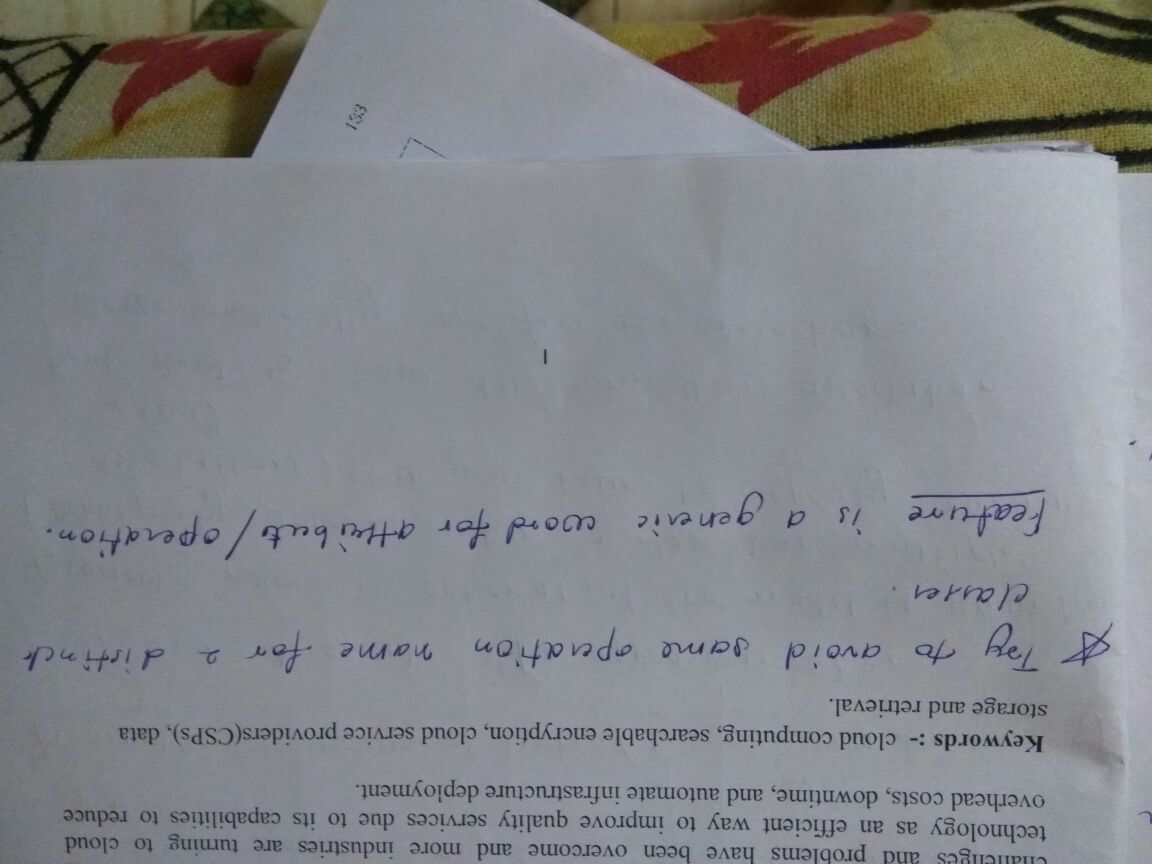 challenges and problems have been overcome and more industries are turning to cloud
technology as an efficient way to improve quality services due to its capabilities to reduce
overhead costs, downtime, and automate infrastructure deployment.
Keywords :- cloud computing, searchable encryption, cloud service providers(CSPs), data
storage and retrieval.
Try to avoid same operation name for 2 distinct
classes.
Feature is a generic word for attribute/operation.
1
133